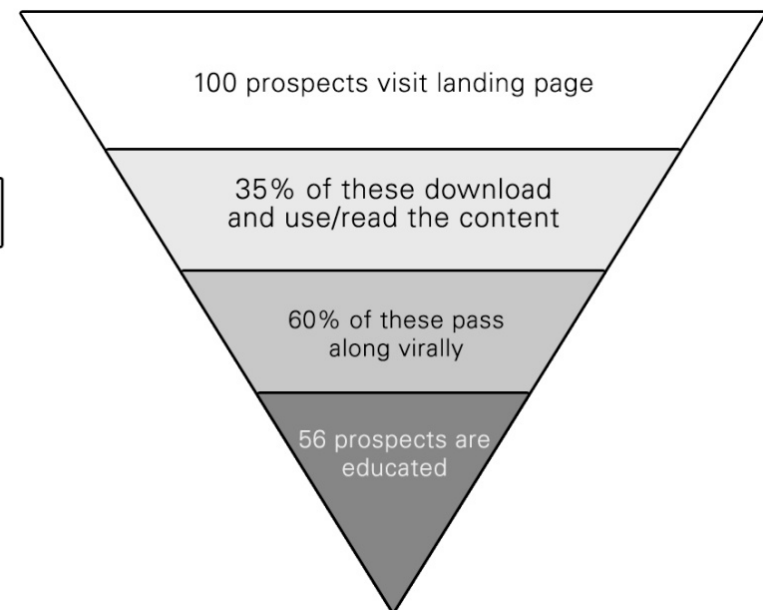 100 prospects visit landing page
35% of these download
and use/read the content
60% of these pass
along virally
56 prospects are
educated